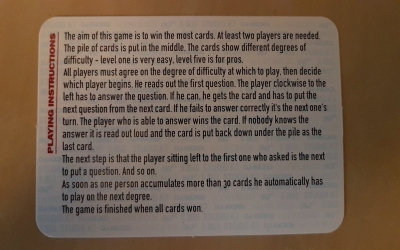 PLAYING INSTRUCTIONS
The aim of this game is to win the most cards. At least two players are needed.
The pile of cards is put in the middle. The cards show different degrees of
difficulty - level one is very easy, level five is for pros.
All players must agree on the degree of difficulty at which to play, then decide
which player begins. He reads out the first question. The player clockwise to the
left has to answer the question. If he can, he gets the card and has to put the
next question from the next card. If he fails to answer correctly it's the next one's
turn. The player who is able to answer wins the card. If nobody knows the
answer it is read out loud and the card is put back down under the pile as the
last card.
The next step is that the player sitting left to the first one who asked is the next
to put a question. And so on.
As soon as one person accumulates more than 30 cards he automatically has
to play on the next degree.
The game is finished when all cards won.